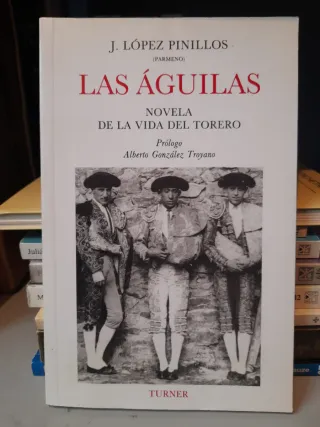 J. LÓPEZ PINILLOS
(PARMENO)
LAS ÁGUILAS
NOVELA
DE LA VIDA DEL TORERO
Prólogo
Alberto González Troyano
TURNER